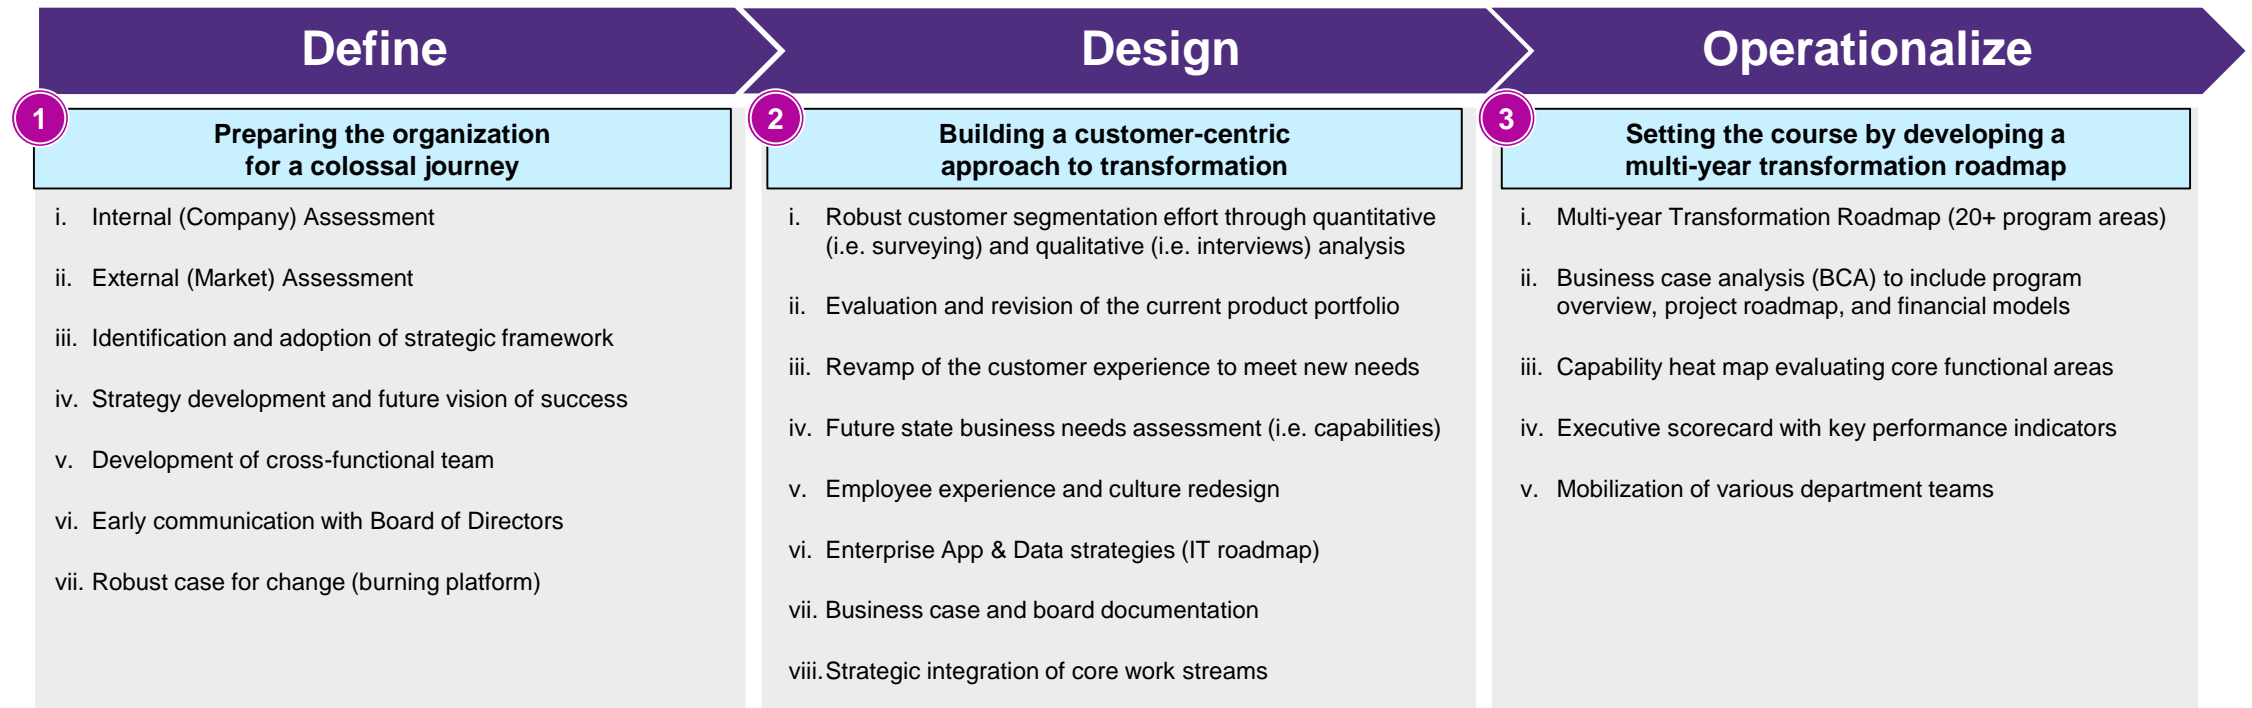 Define
Design
Operationalize
1
Preparing the organization
for a colossal journey
i. Internal (Company) Assessment
ii. External (Market) Assessment
iii. Identification and adoption of strategic framework
iv. Strategy development and future vision of success
v. Development of cross-functional team
vi. Early communication with Board of Directors
vii. Robust case for change (burning platform)
2
Building a customer-centric
approach to transformation
i. Robust customer segmentation effort through quantitative
(i.e. surveying) and qualitative (i.e. interviews) analysis
ii. Evaluation and revision of the current product portfolio
iii. Revamp of the customer experience to meet new needs
iv. Future state business needs assessment (i.e. capabilities)
v. Employee experience and culture redesign
vi. Enterprise App & Data strategies (IT roadmap)
vii. Business case and board documentation
viii. Strategic integration of core work streams
3
Setting the course by developing a
multi-year transformation roadmap
i. Multi-year Transformation Roadmap (20+ program areas)
ii. Business case analysis (BCA) to include program
overview, project roadmap, and financial models
iii. Capability heat map evaluating core functional areas
iv. Executive scorecard with key performance indicators
v. Mobilization of various department teams